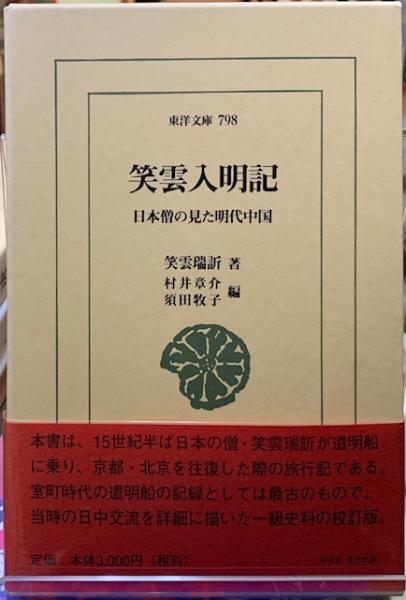 東洋文庫 798
笑雲入明記
日本僧の見た明代中国
笑雲瑞訢 著
村井章介
須田牧子 編
本書は、15世紀半ば日本の僧・笑雲瑞訢が遣明船
に乗り、京都‐北京を往復した際の旅行記である。
室町時代の遣明船の記録としては最古のもので、
当時の日中交流を詳細に描いた一級史料の校訂版。
定価：本体3,000円（税別）